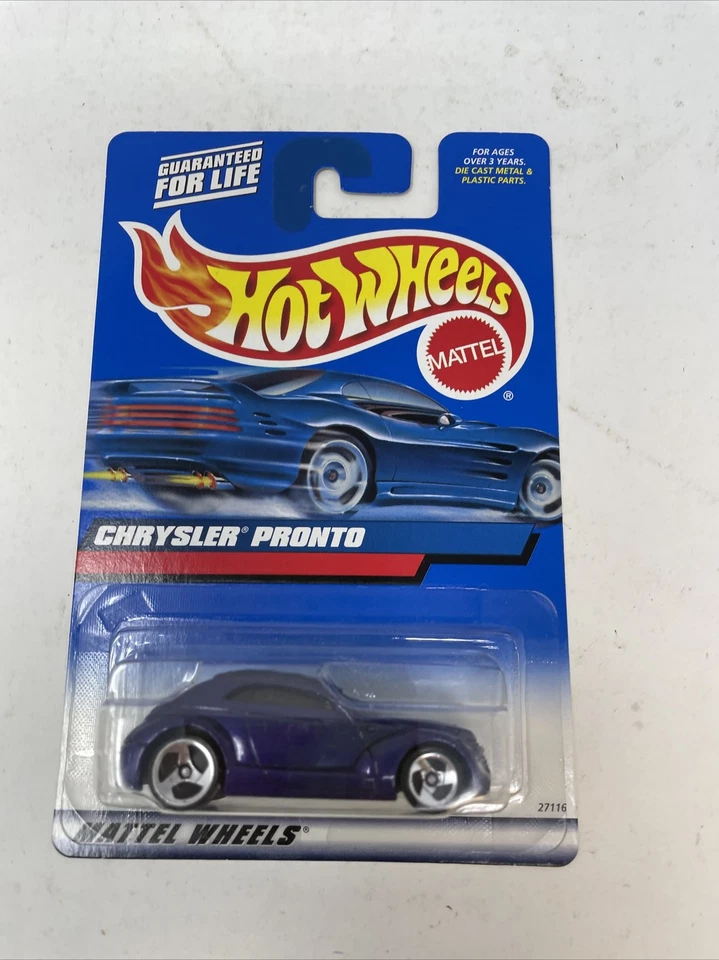 GUARANTEED
FOR LIFE
FOR AGES
OVER 3 YEARS.
DIE CAST METAL &
PLASTIC PARTS.
HOT WHEELS
MATTEL
®
CHRYSLER® PRONTO
27116
MATTEL WHEELS®